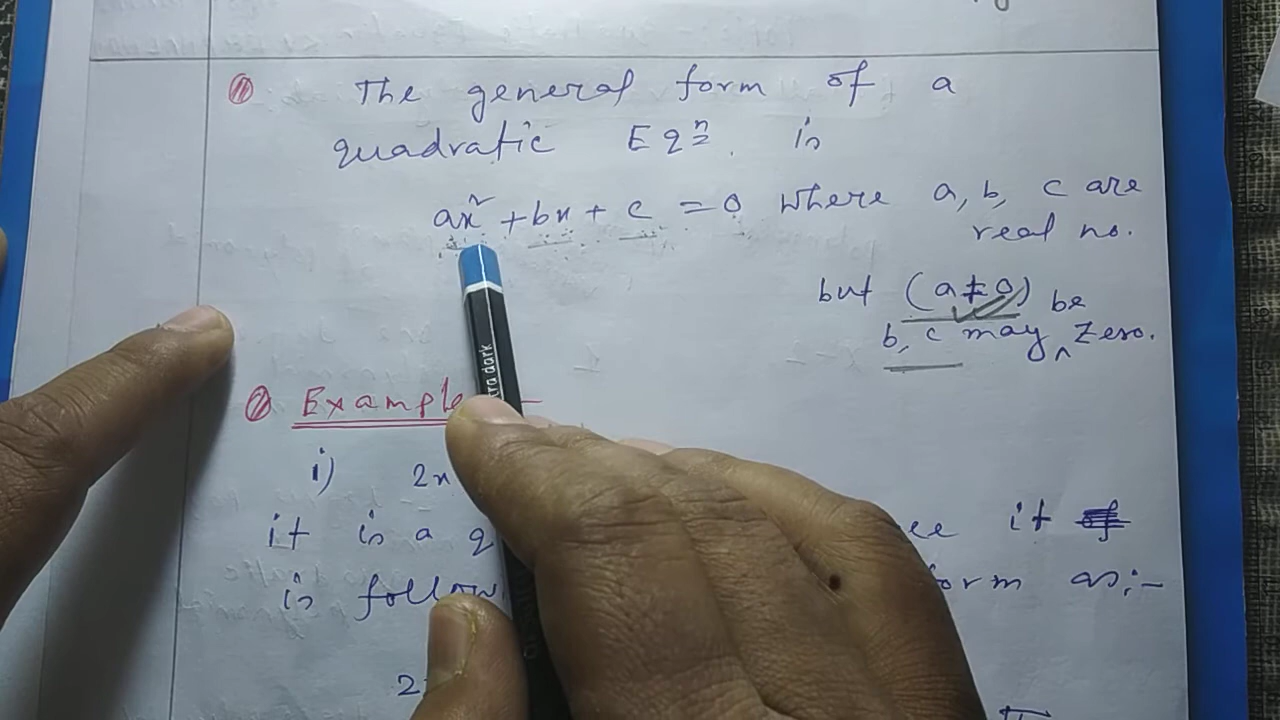 The general form of a
quadratic Eqn. is
ax² + bx + c = 0 where a, b, c are
real no.
but (a ≠ 0)
b, c may ^ be zero.
Example
i) 2x
it is a q ee it
is follow orm as:-
2